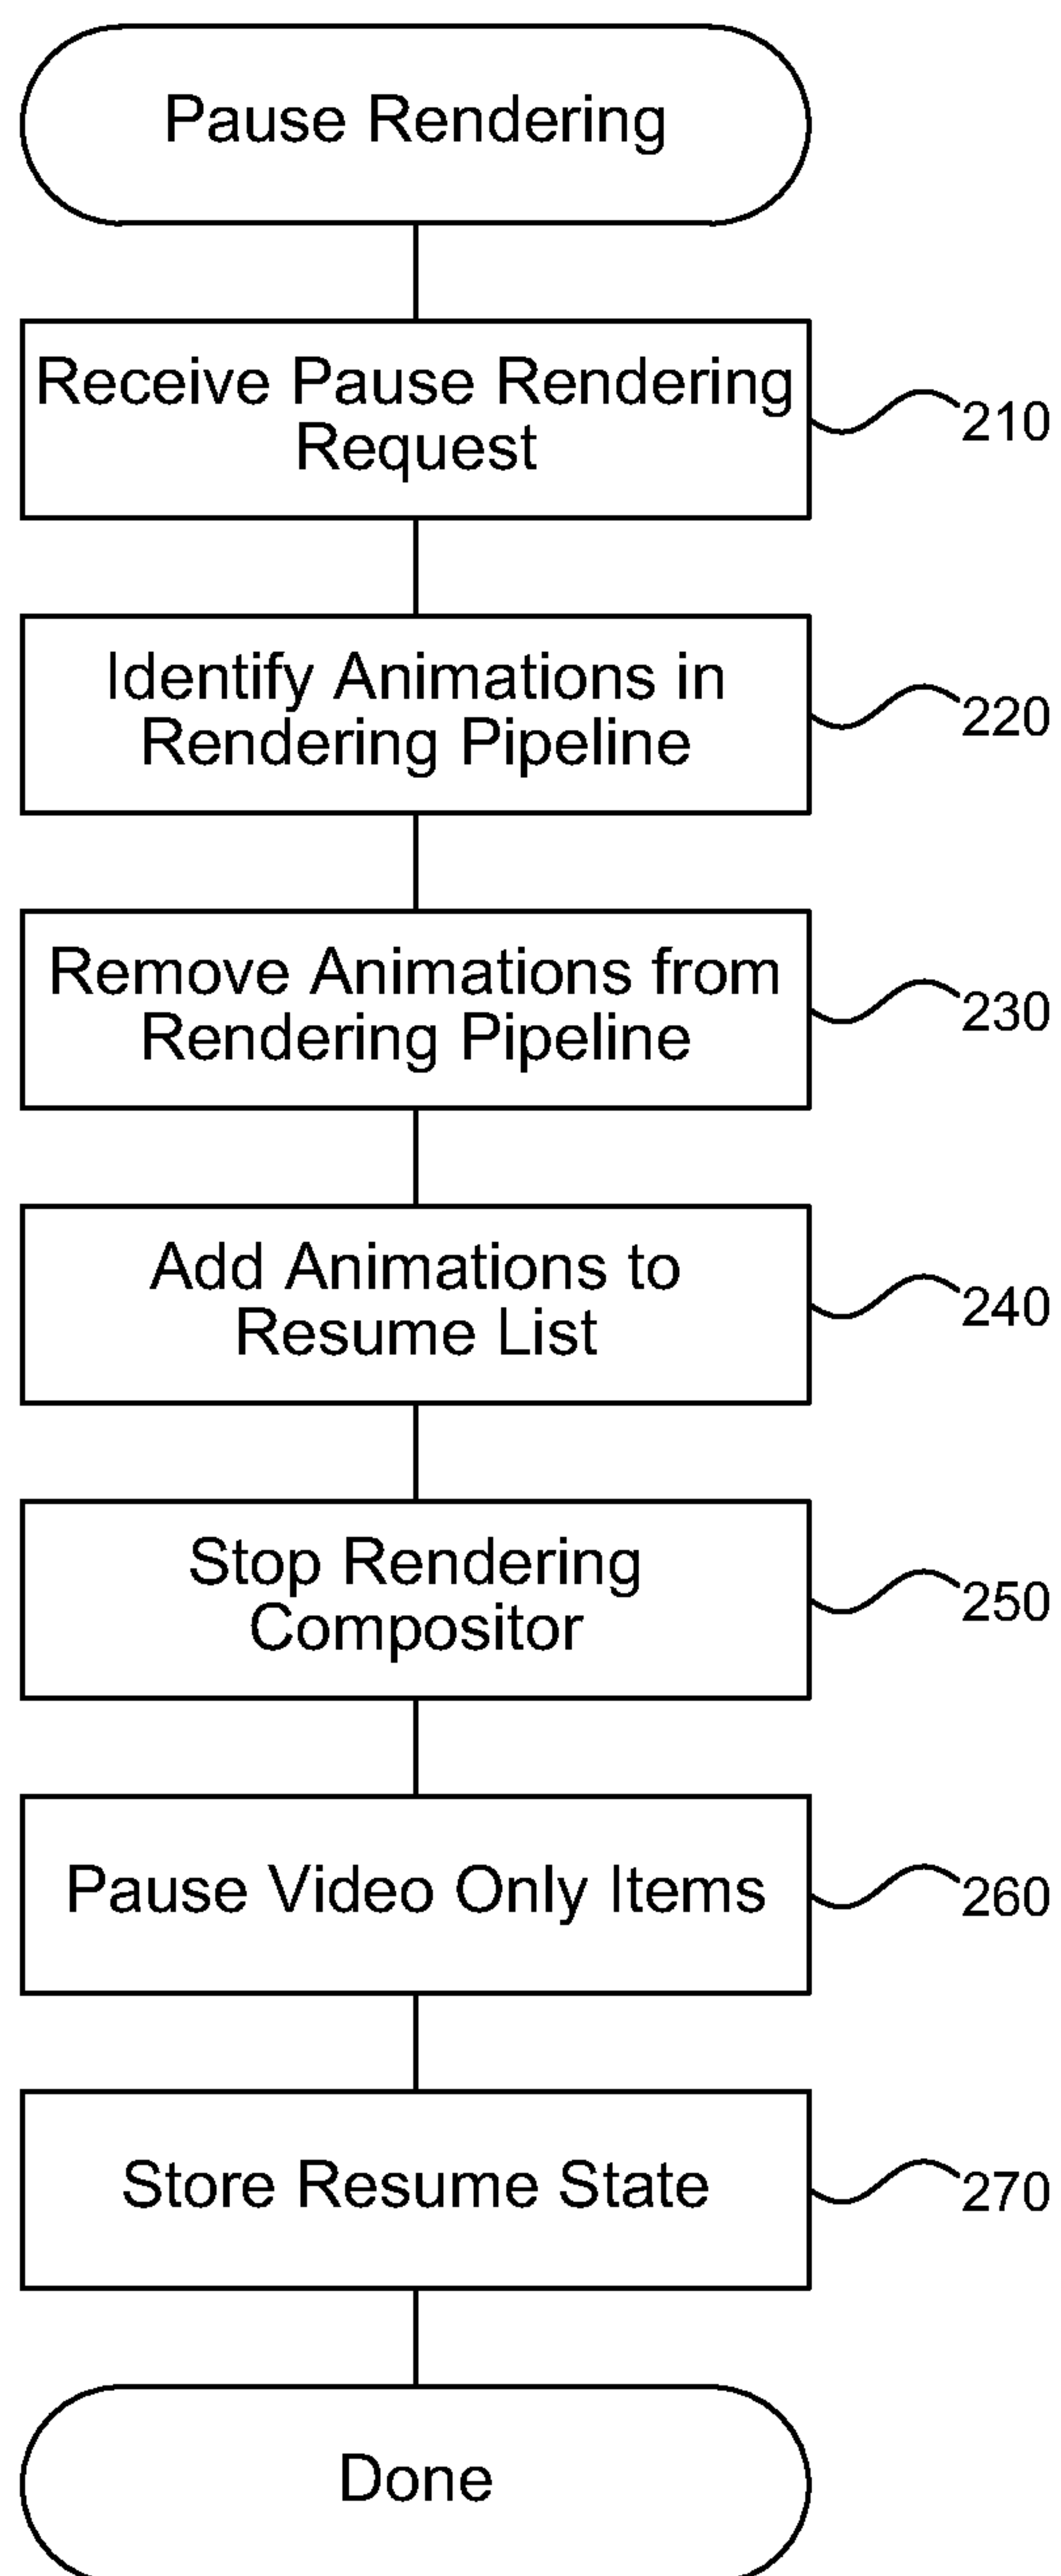 Pause Rendering
Receive Pause Rendering
Request
210
Identify Animations in
Rendering Pipeline
220
Remove Animations from
Rendering Pipeline
230
Add Animations to
Resume List
240
Stop Rendering
Compositor
250
Pause Video Only Items
260
Store Resume State
270
Done